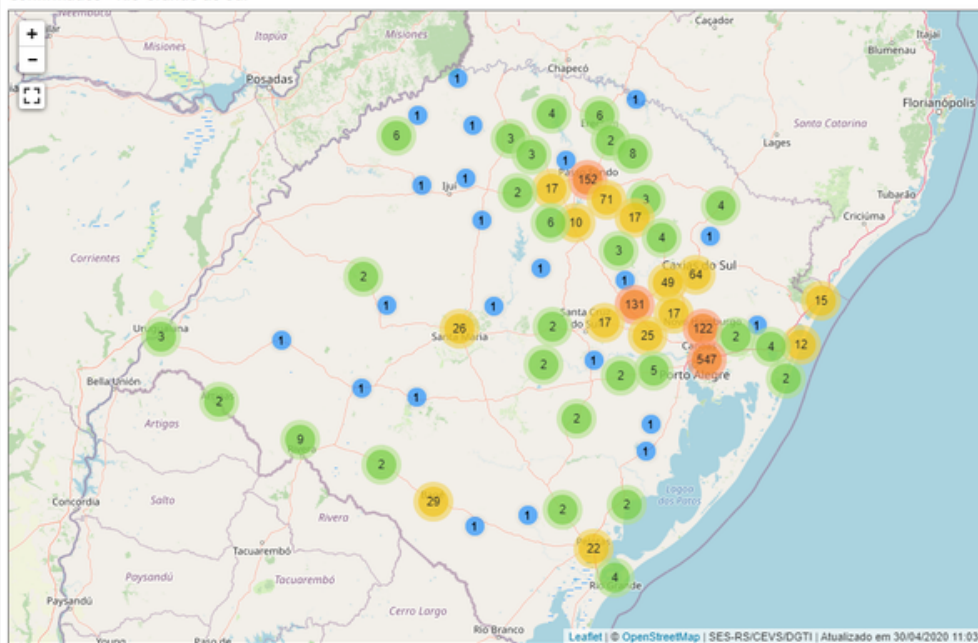 Caçador
Itajaí
Blumenau
Misiones
Itapúa
Misiones
+
−
Posadas
Chapecó
Florianópolis
Santa Catarina
Lages
Tubarão
Criciúma
Corrientes
Ijuí
1
1
4
6
1
6
1
3
2
3
8
1
152
1
1
2
17
71
3
17
4
1
6
10
4
1
3
Caxias do Sul
2
1
1
49
64
1
1
131
15
26
2
17
17
122
1
Santa Maria
3
1
25
2
4
12
547
Porto Alegre
2
1
2
5
2
1
1
Bella Unión
2
Artigas
2
1
9
1
2
Salto
29
2
2
Lagoa
dos Patos
Concordia
Rivera
1
1
22
Tacuarembó
4
Paysandú
Tacuarembó
Paysandú
Cerro Largo
Rio Branco
Leaflet | © OpenStreetMap | SES-RS/CEVS/DGTI | Atualizado em 30/04/2020